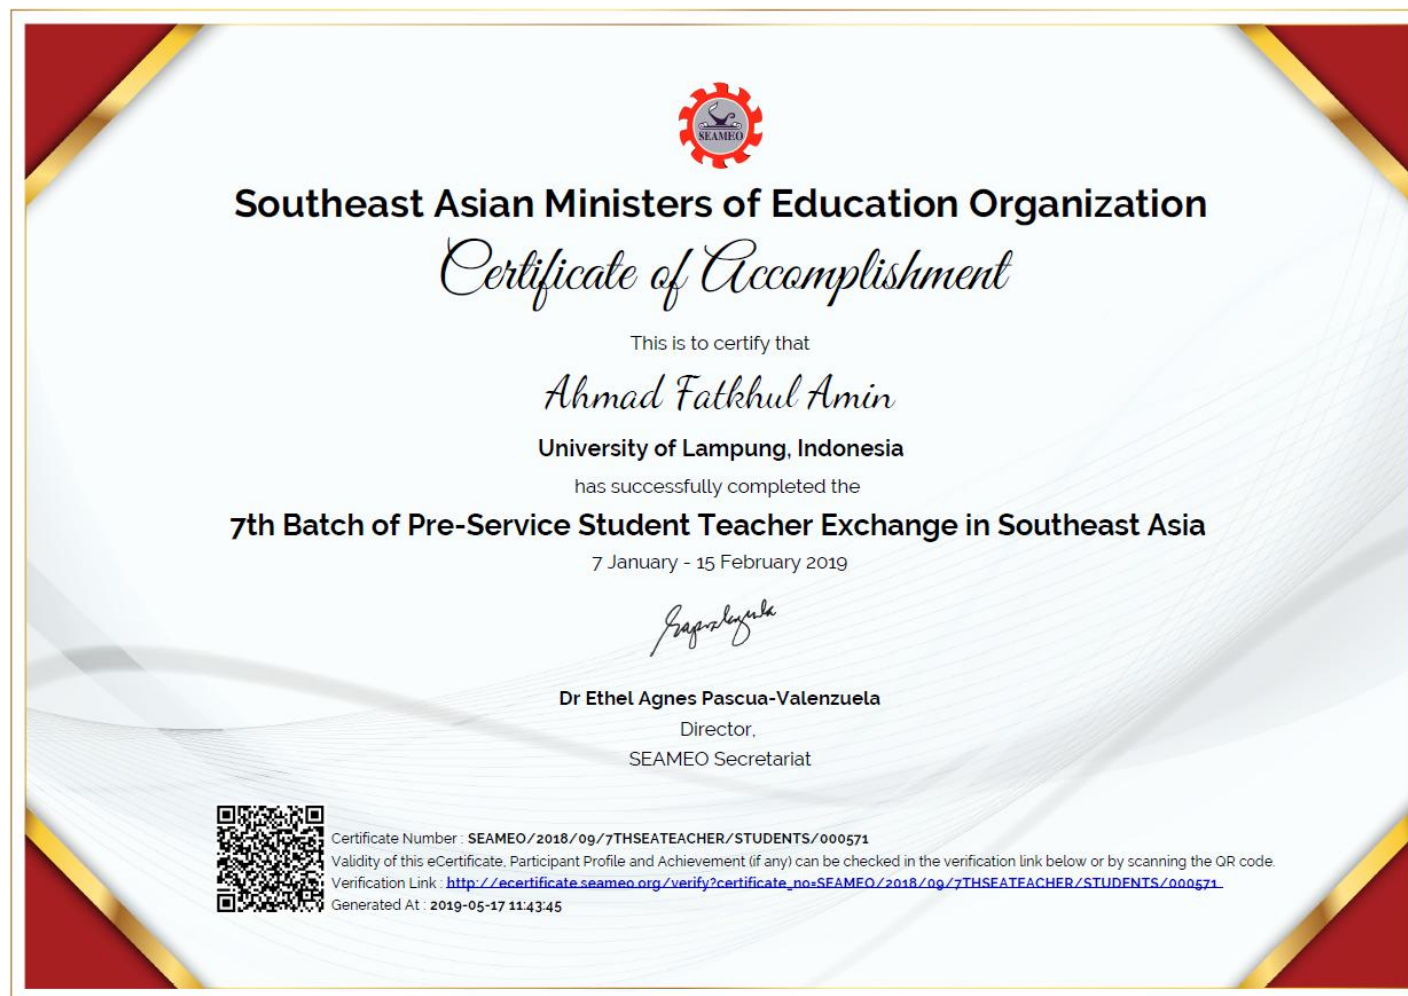 SEAMEO
Southeast Asian Ministers of Education Organization
Certificate of Accomplishment
This is to certify that
Ahmad Fatkhul Amin
University of Lampung, Indonesia
has successfully completed the
7th Batch of Pre-Service Student Teacher Exchange in Southeast Asia
7 January - 15 February 2019
Dr Ethel Agnes Pascua-Valenzuela
Director,
SEAMEO Secretariat
Certificate Number : SEAMEO/2018/09/7THSEATEACHER/STUDENTS/000571
Validity of this eCertificate, Participant Profile and Achievement (if any) can be checked in the verification link below or by scanning the QR code.
Verification Link : http://ecertificate.seameo.org/verify?certificate_no=SEAMEO/2018/09/7THSEATEACHER/STUDENTS/000571
Generated At : 2019-05-17 11:43:45